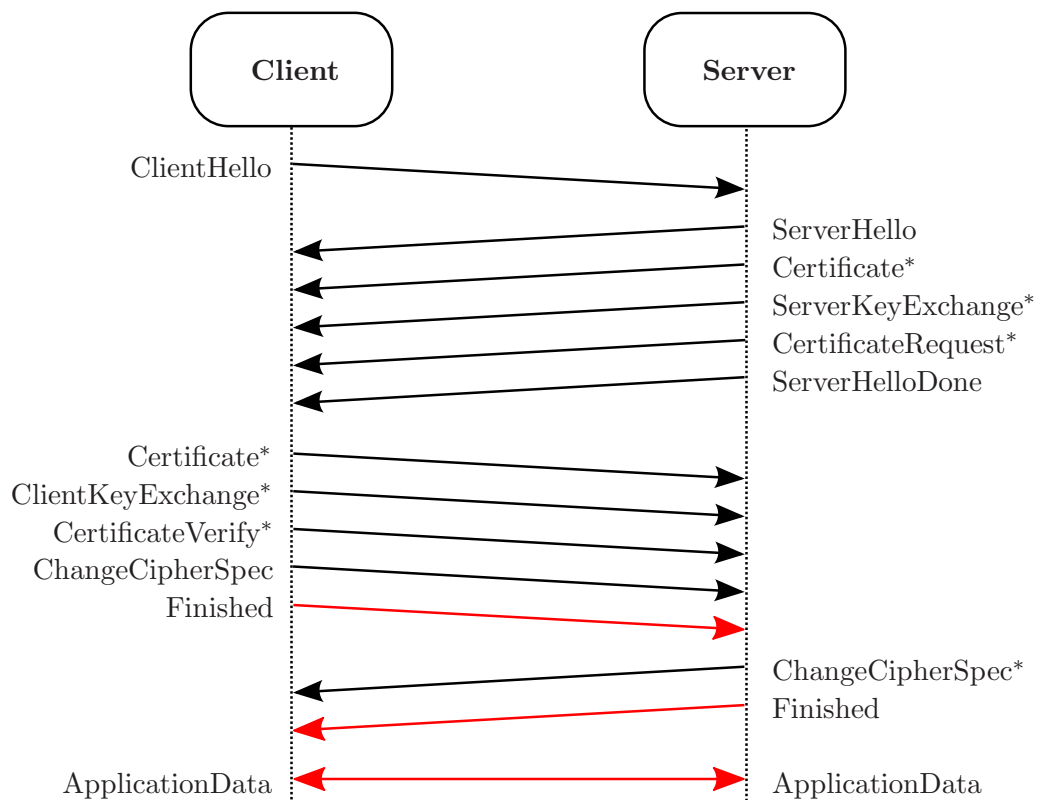 Client
Server
ClientHello
ServerHello
Certificate*
ServerKeyExchange*
CertificateRequest*
ServerHelloDone
Certificate*
ClientKeyExchange*
CertificateVerify*
ChangeCipherSpec
Finished
ChangeCipherSpec*
Finished
ApplicationData
ApplicationData